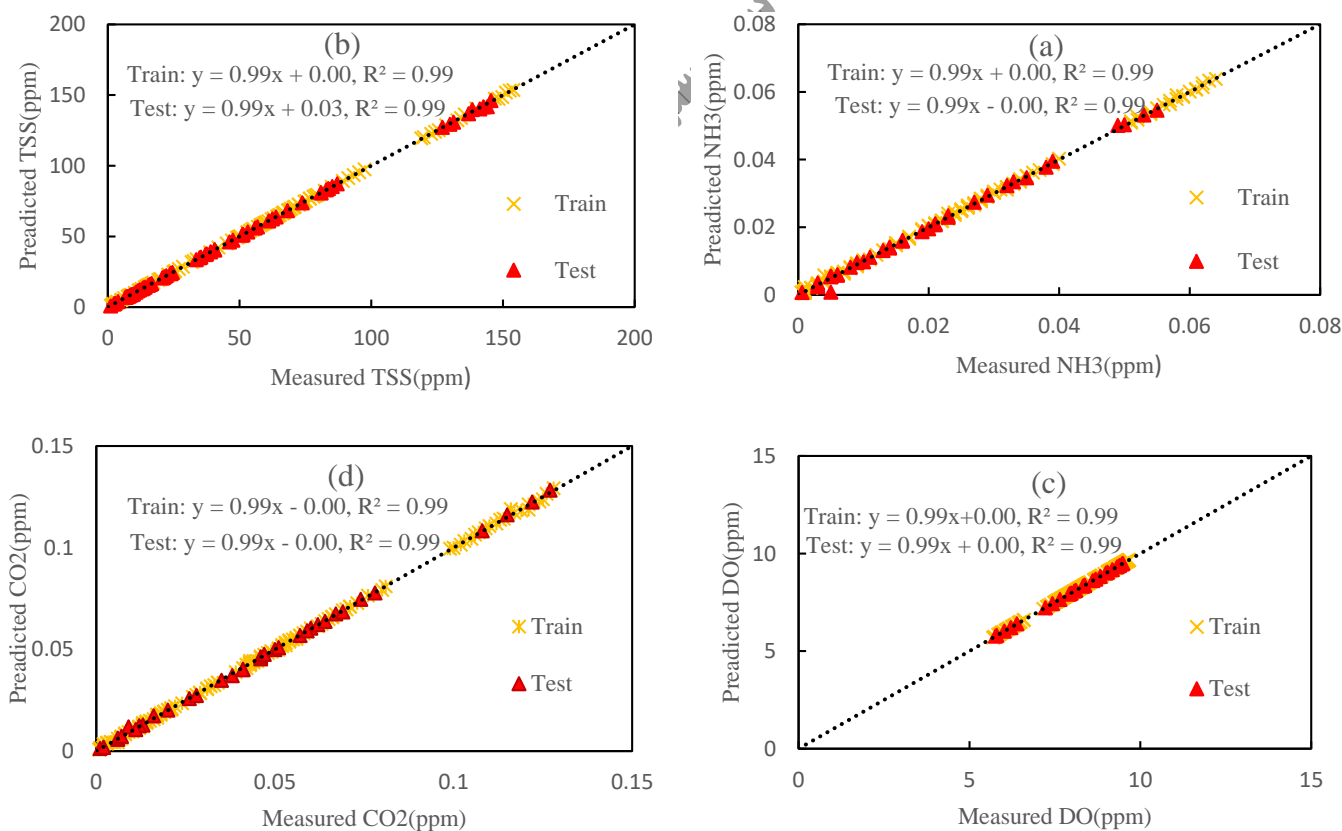 (b)
Train: y = 0.99x + 0.00, R² = 0.99
Test: y = 0.99x + 0.03, R² = 0.99
200
150
100
50
0
Preadicted TSS(ppm)
Train
Test
0 50 100 150 200
Measured TSS(ppm)
(a)
Train: y = 0.99x + 0.00, R² = 0.99
Test: y = 0.99x - 0.00, R² = 0.99
0.08
0.06
0.04
0.02
0
Preadicted NH3(ppm)
Train
Test
0 0.02 0.04 0.06 0.08
Measured NH3(ppm)
(d)
Train: y = 0.99x - 0.00, R² = 0.99
Test: y = 0.99x - 0.00, R² = 0.99
0.15
0.1
0.05
0
Preadicted CO2(ppm)
Train
Test
0 0.05 0.1 0.15
Measured CO2(ppm)
(c)
Train: y = 0.99x+0.00, R² = 0.99
Test: y = 0.99x + 0.00, R² = 0.99
15
10
5
0
Preadicted DO(ppm)
Train
Test
0 5 10 15
Measured DO(ppm)